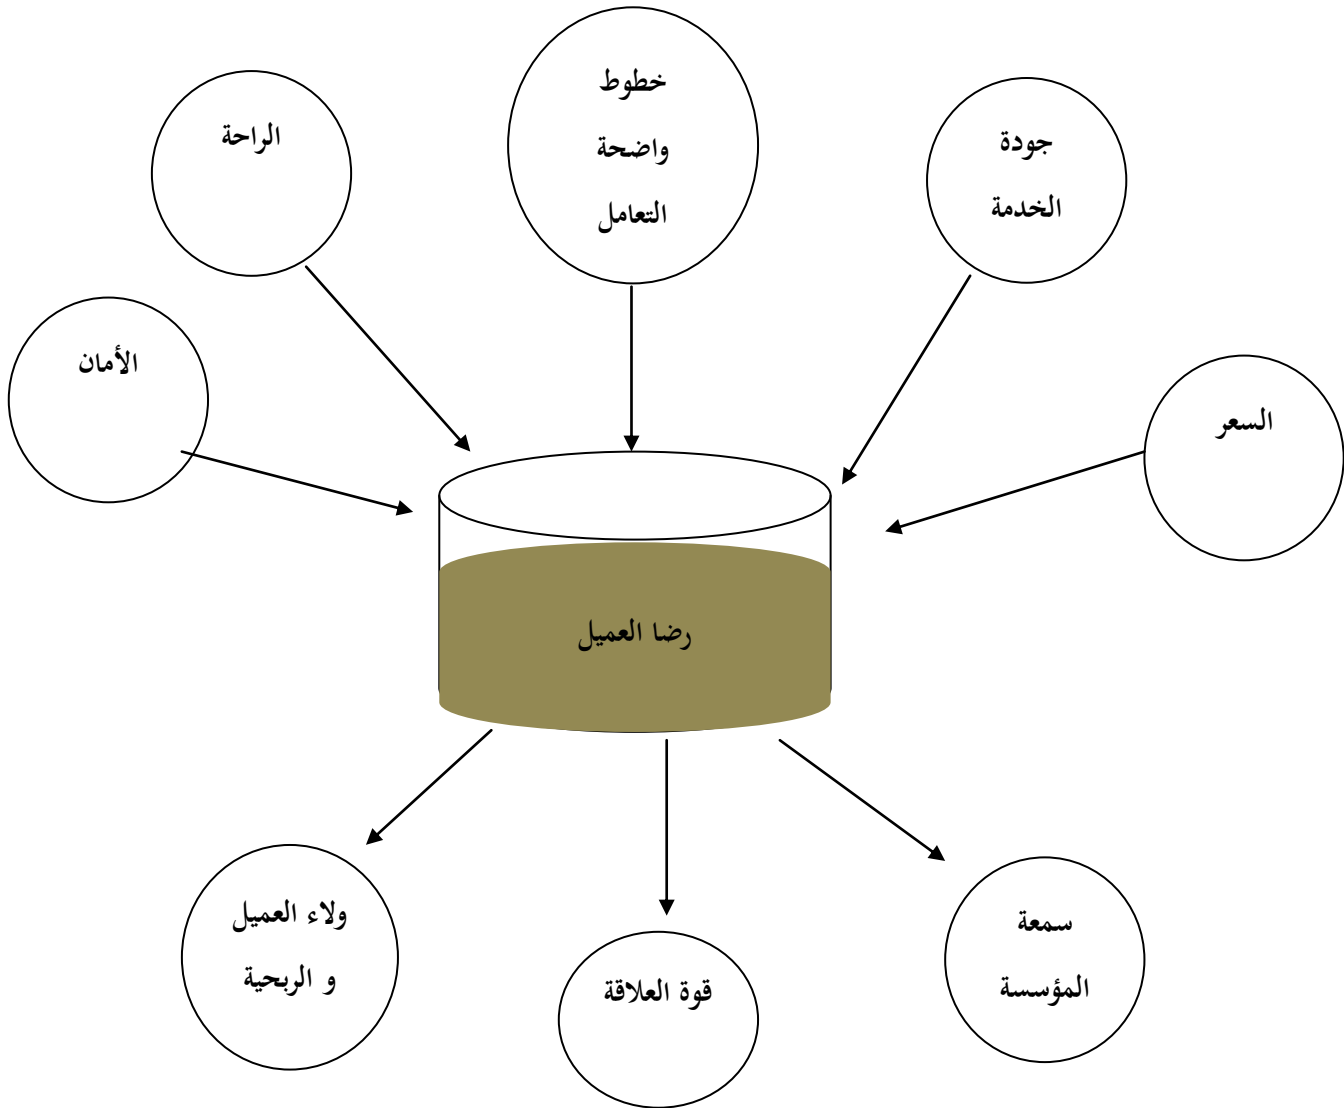 خطوط
واضحة
التعامل
جودة
الخدمة
الراحة
السعر
الأمان
رضا العميل
سمعة
المؤسسة
قوة العلاقة
ولاء العميل
و الربحية